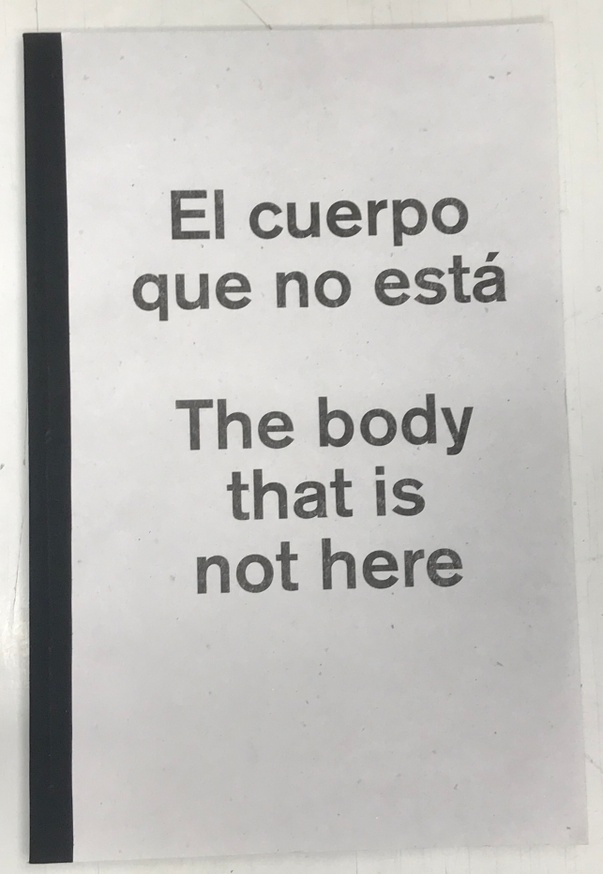 El cuerpo
que no está
The body
that is
not here